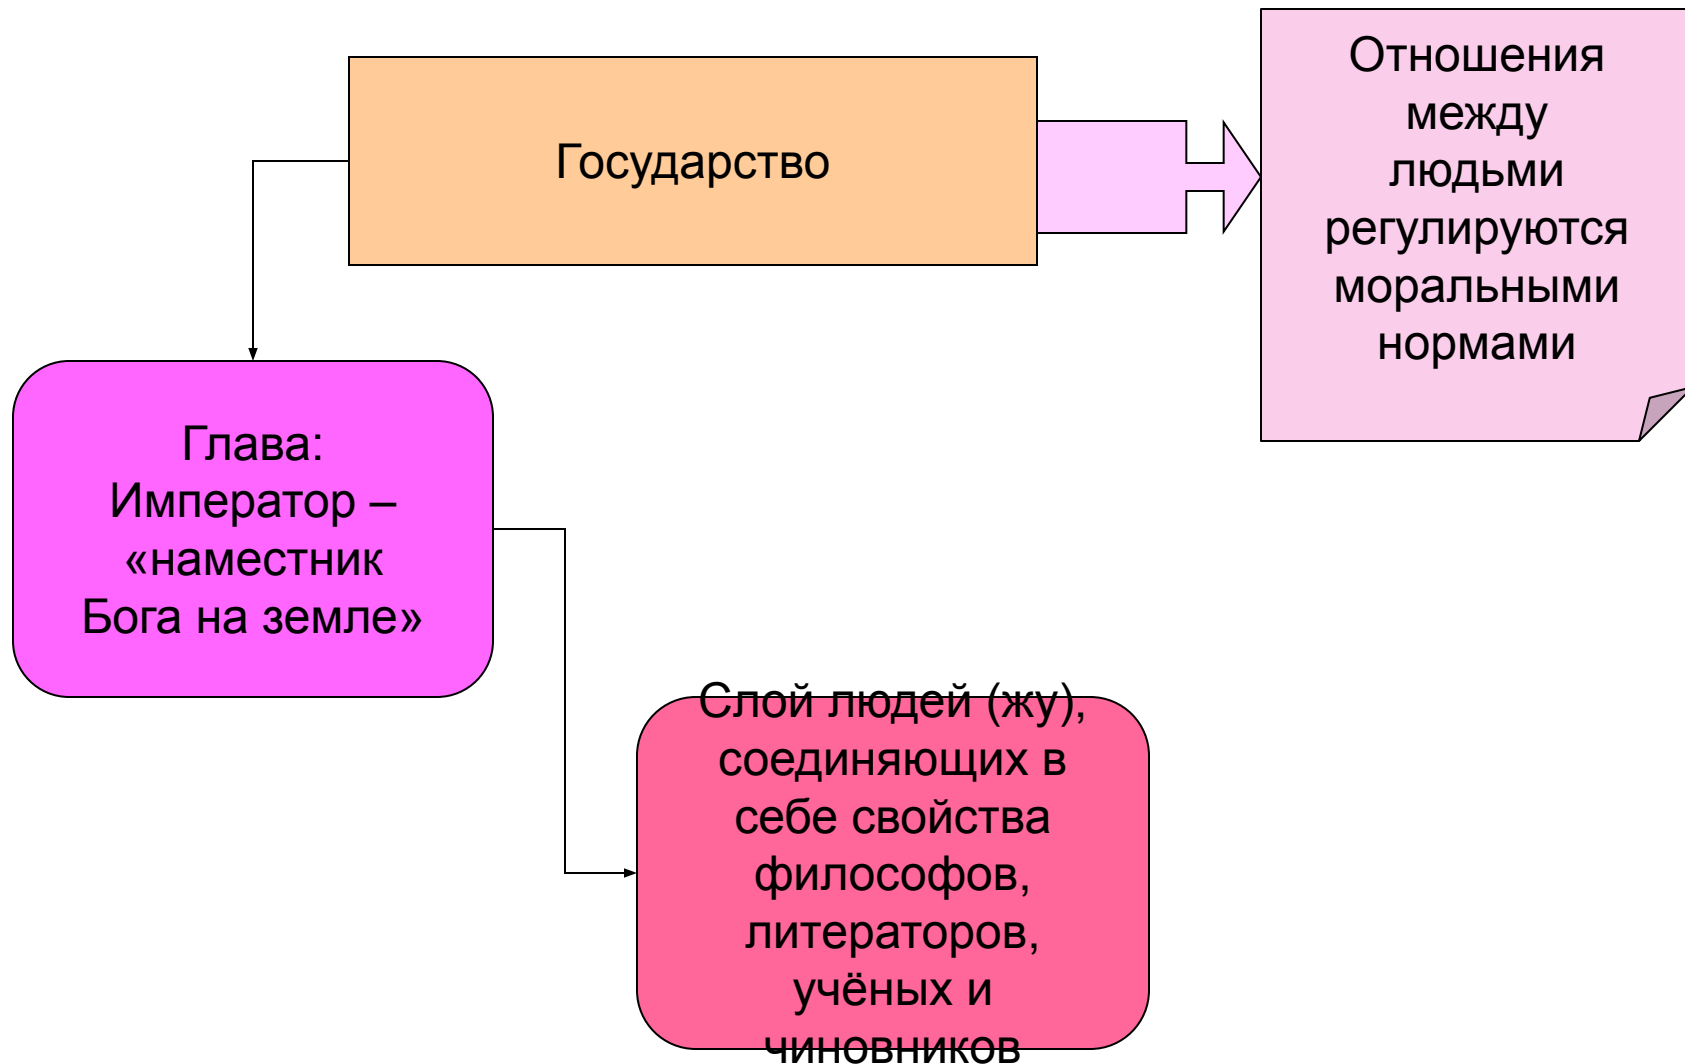 Государство
Отношения
между
людьми
регулируются
моральными
нормами
Глава:
Император –
«наместник
Бога на земле»
Слой людей (жу),
соединяющих в
себе свойства
философов,
литераторов,
учёных и
чиновников